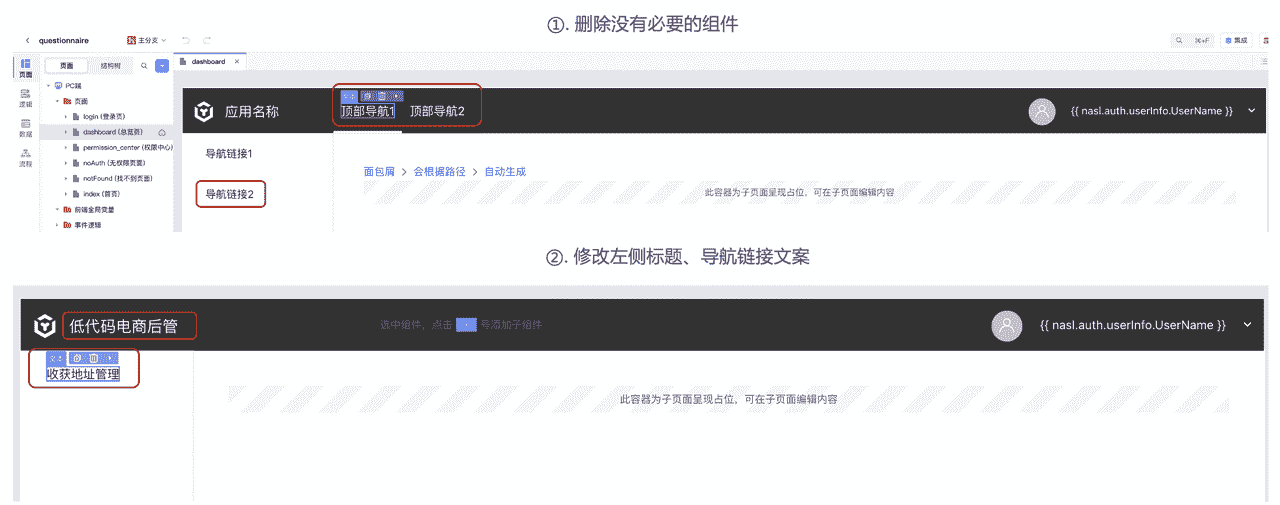 ①. 删除没有必要的组件
questionnaire 主分支
⌘+F 集成
页面 结构树 dashboard ×
页面
逻辑
数据
流程
PC端
页面
login (登录页)
dashboard (总览页)
permission_center (权限中心)
noAuth (无权限页面)
notFound (找不到页面)
index (首页)
前端全局变量
事件逻辑
应用名称 顶部导航1 顶部导航2 {{ nasl.auth.userInfo.UserName }}
导航链接1
导航链接2
面包屑 > 会根据路径 > 自动生成
此容器为子页面呈现占位，可在子页面编辑内容
②. 修改左侧标题、导航链接文案
低代码电商后管 选中组件，点击 + 号添加子组件 {{ nasl.auth.userInfo.UserName }}
文本
收获地址管理
此容器为子页面呈现占位，可在子页面编辑内容